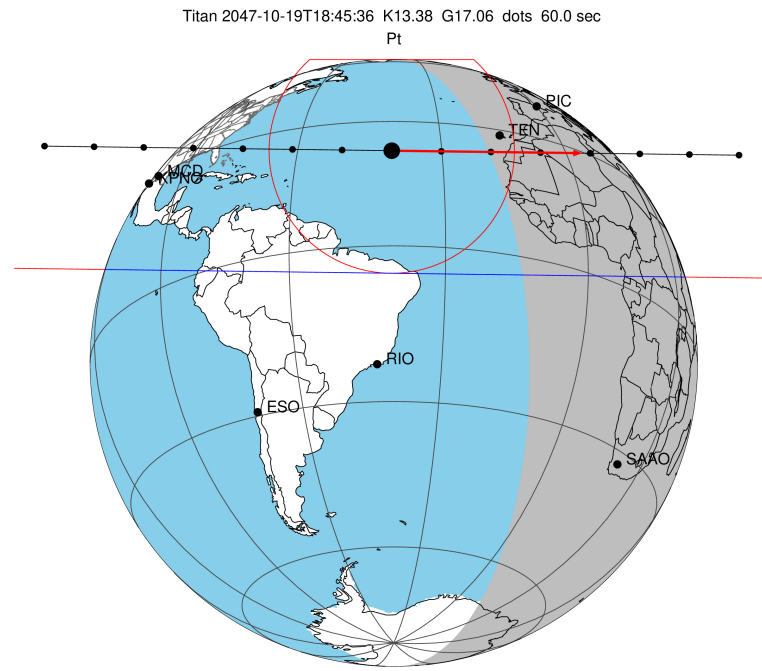 Titan 2047-10-19T18:45:36 K13.38 G17.06 dots 60.0 sec
Pt
PIC
TEN
MCD
KPNO
RIO
ESO
SAAO